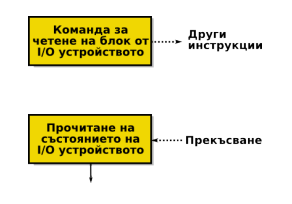 Команда за
четене на блок от
I/O устройството
Други
инструкции
Прочитане на
състоянието на
I/O устройството
Прекъсване